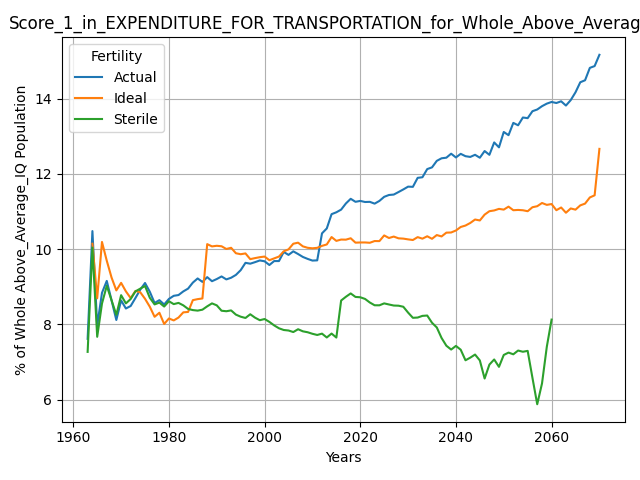 Score_1_in_EXPENDITURE_FOR_TRANSPORTATION_for_Whole_Above_Averag
Fertility
Actual
Ideal
Sterile
% of Whole Above_Average_IQ Population
14
12
10
8
6
1960
1980
2000
2020
2040
2060
Years